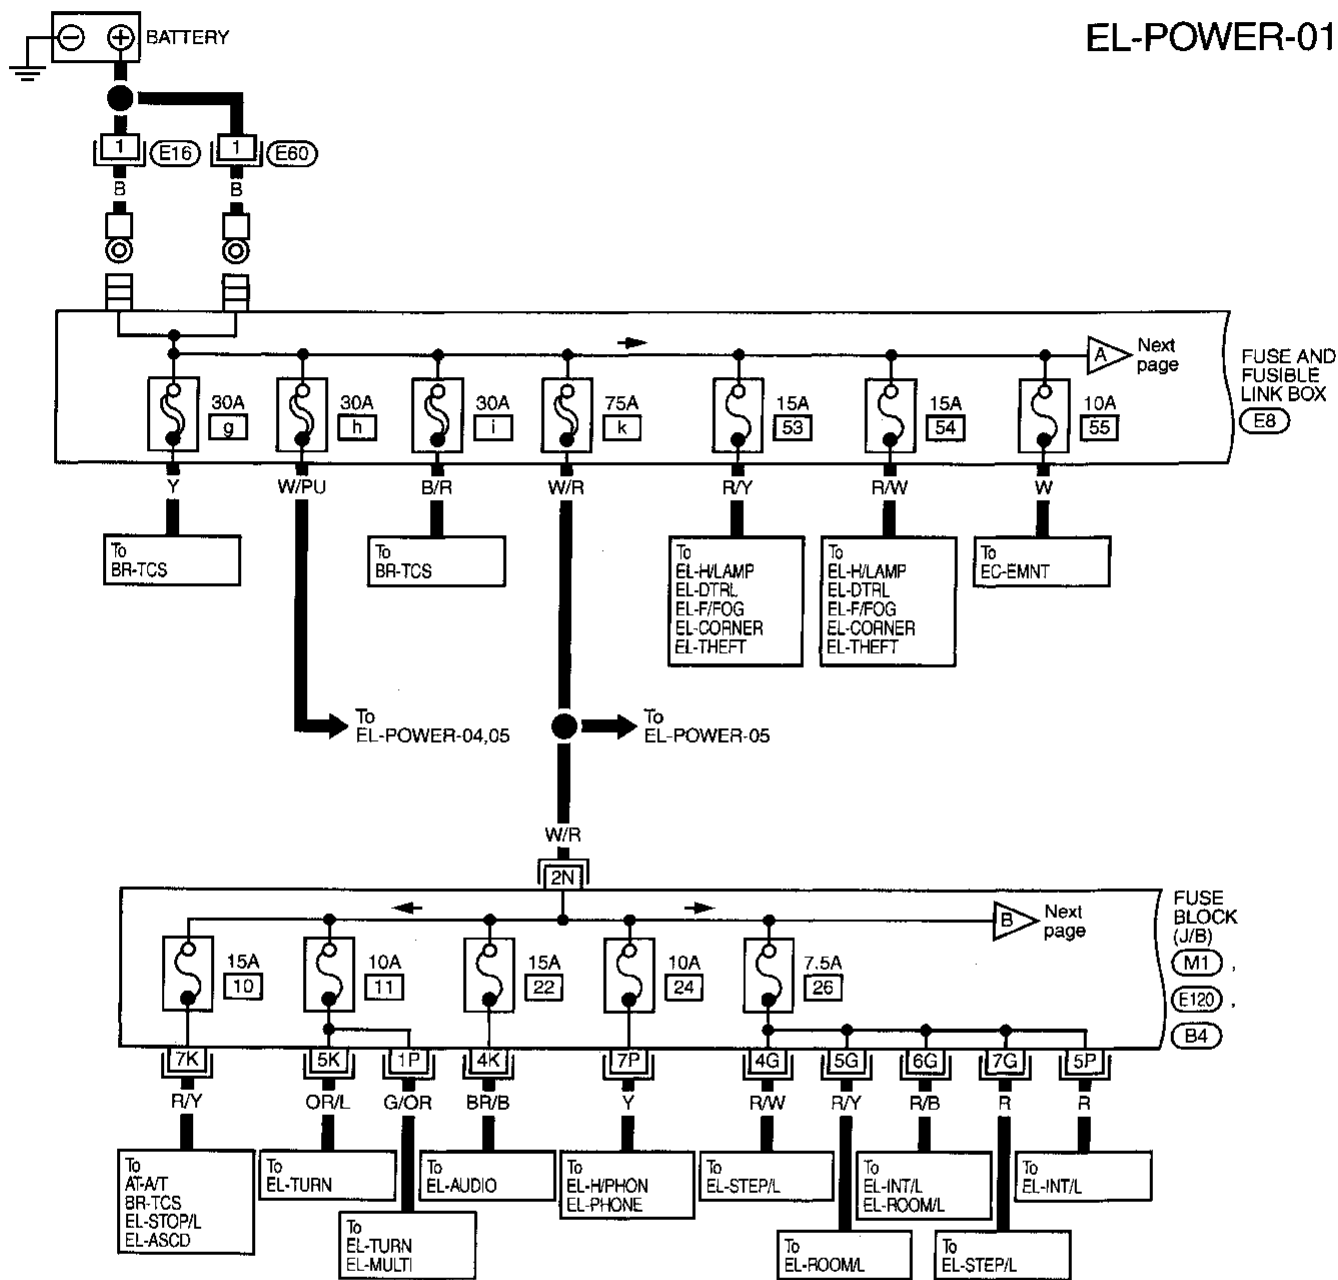 EL-POWER-01
BATTERY
1 E16 1 E60
B B
A Next
page
FUSE AND
FUSIBLE
LINK BOX
E8
30A
g
30A
h
30A
i
75A
k
15A
53
15A
54
10A
55
Y W/PU B/R W/R R/Y R/W W
To
BR-TCS
To
BR-TCS
To
EL-H/LAMP
EL-DTRL
EL-F/FOG
EL-CORNER
EL-THEFT
To
EL-H/LAMP
EL-DTRL
EL-F/FOG
EL-CORNER
EL-THEFT
To
EC-EMNT
To
EL-POWER-04,05
To
EL-POWER-05
W/R
2N
B Next
page
FUSE
BLOCK
(J/B)
M1 ,
E120 ,
B4
15A
10
10A
11
15A
22
10A
24
7.5A
26
7K 5K 1P 4K 7P 4G 5G 6G 7G 5P
R/Y OR/L G/OR BR/B Y R/W R/Y R/B R R
To
AT-A/T
BR-TCS
EL-STOP/L
EL-ASCD
To
EL-TURN
To
EL-TURN
EL-MULTI
To
EL-AUDIO
To
EL-H/PHON
EL-PHONE
To
EL-STEP/L
To
EL-ROOM/L
To
EL-INT/L
EL-ROOM/L
To
EL-STEP/L
To
EL-INT/L